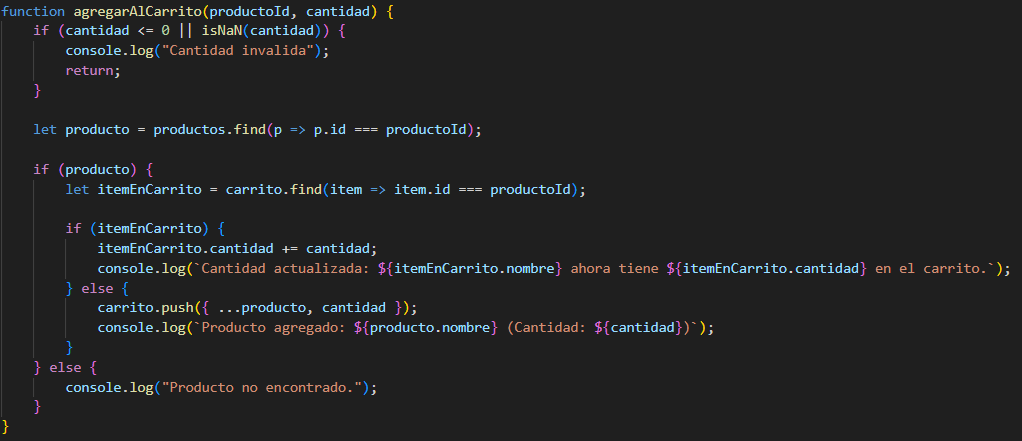 function agregarAlCarrito(productoId, cantidad) {
    if (cantidad <= 0 || isNaN(cantidad)) {
        console.log("Cantidad invalida");
        return;
    }

    let producto = productos.find(p => p.id === productoId);

    if (producto) {
        let itemEnCarrito = carrito.find(item => item.id === productoId);

        if (itemEnCarrito) {
            itemEnCarrito.cantidad += cantidad;
            console.log(`Cantidad actualizada: ${itemEnCarrito.nombre} ahora tiene ${itemEnCarrito.cantidad} en el carrito.`);
        } else {
            carrito.push({ ...producto, cantidad });
            console.log(`Producto agregado: ${producto.nombre} (Cantidad: ${cantidad})`);
        }
    } else {
        console.log("Producto no encontrado.");
    }
}